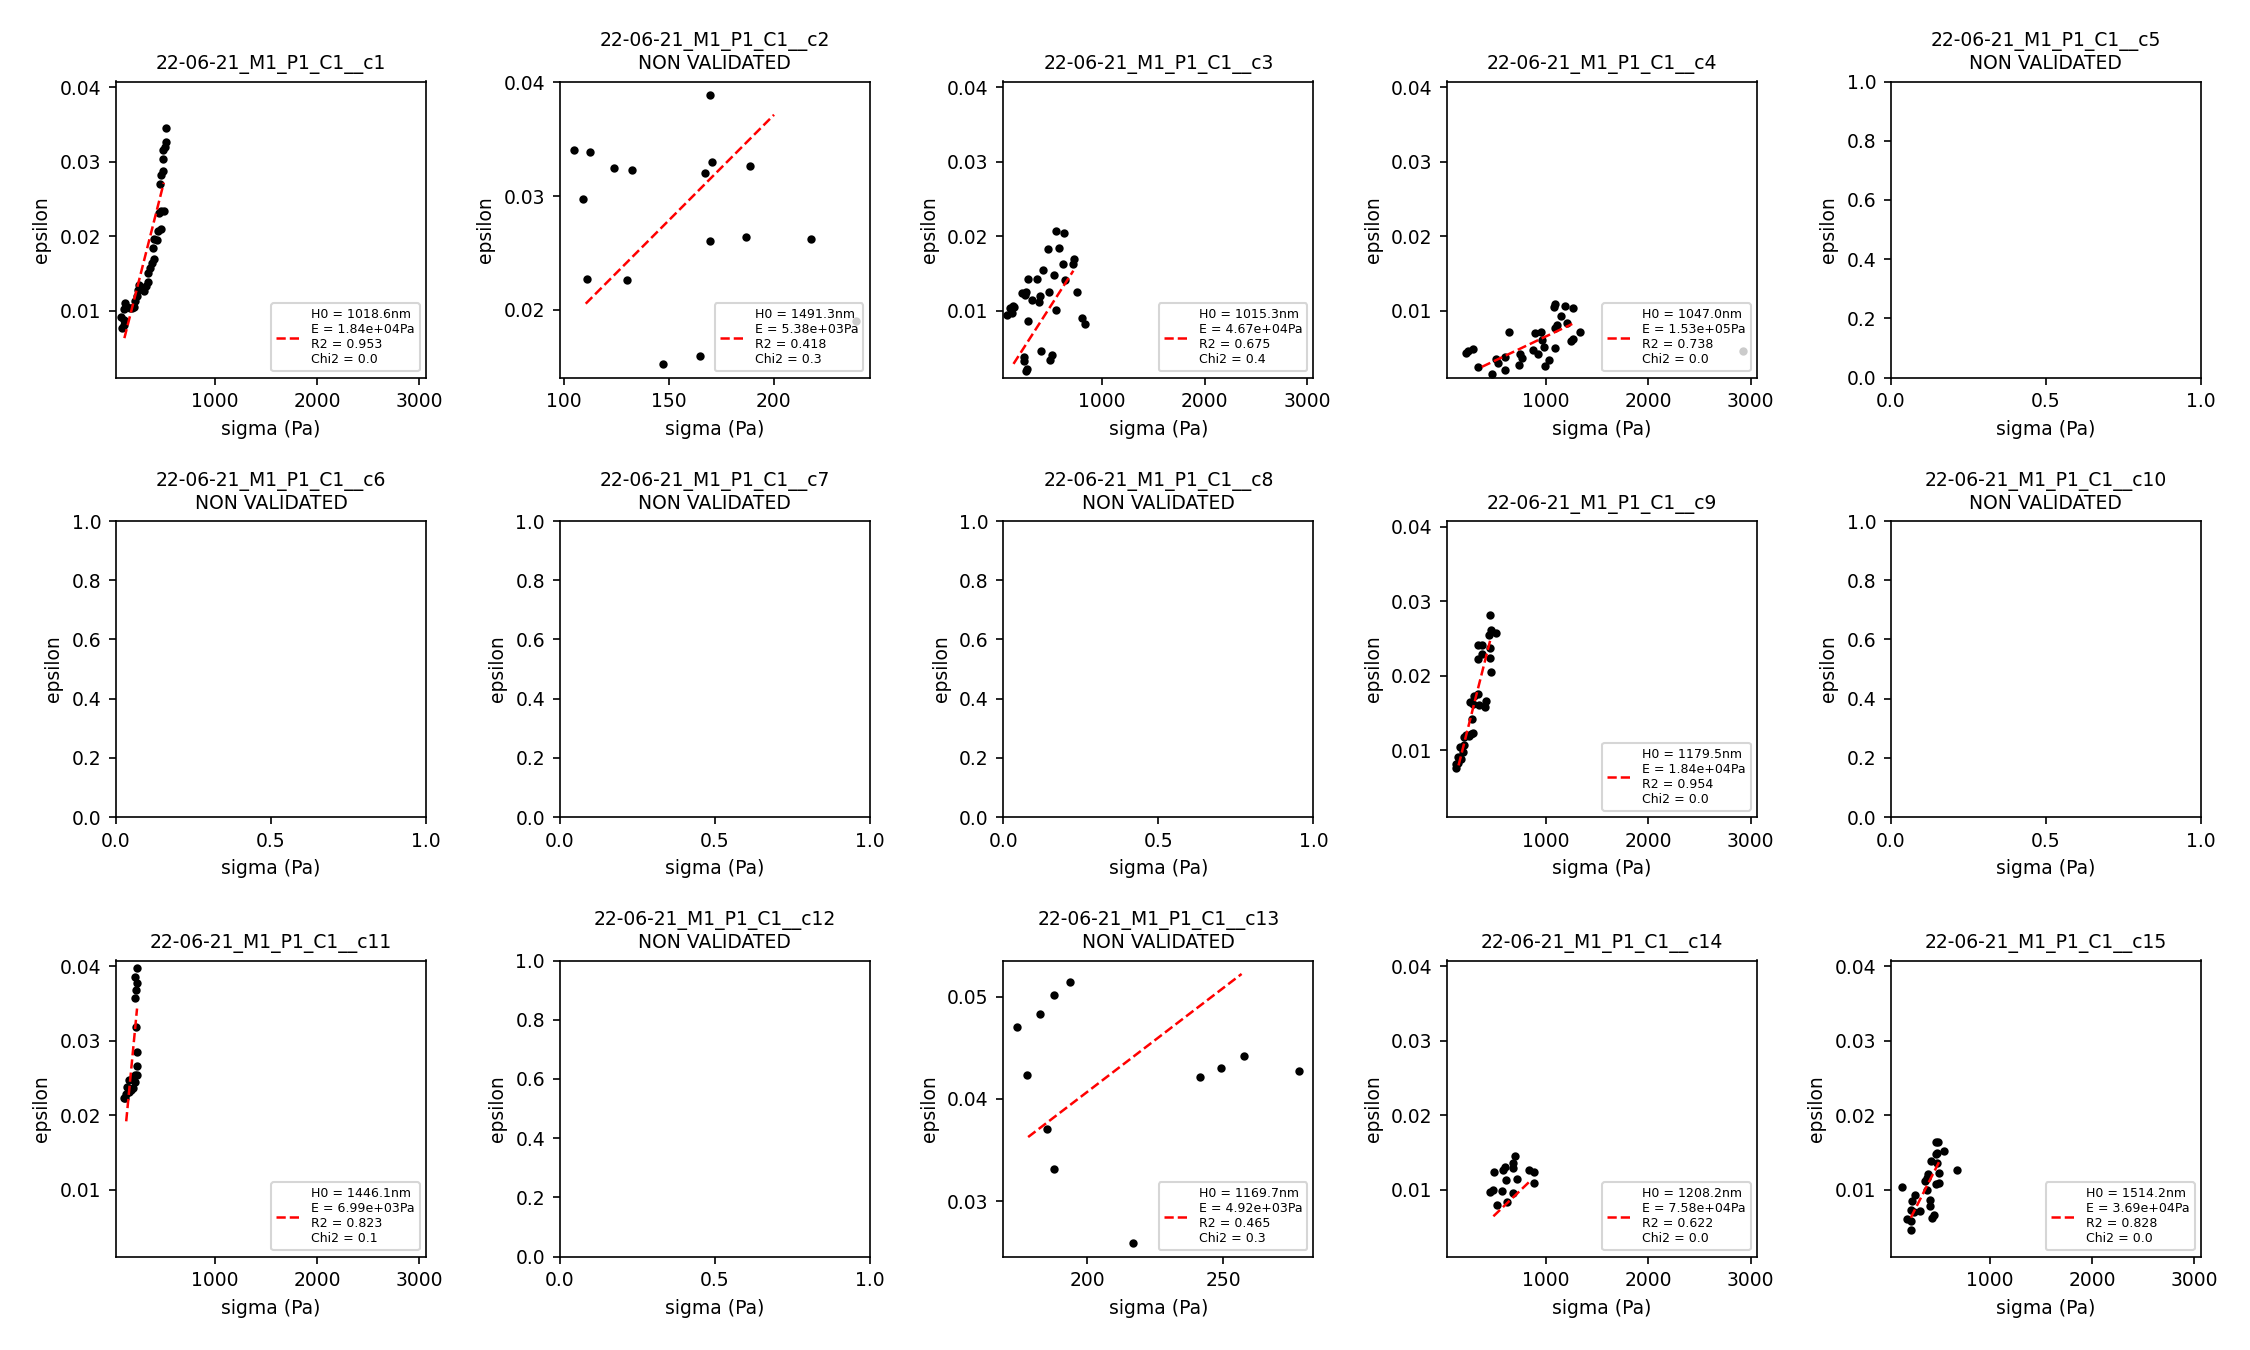 22-06-21_M1_P1_C1__c1
0.04
0.03
0.02
0.01
epsilon
1000
2000
3000
sigma (Pa)
H0 = 1018.6nm
E = 1.84e+04Pa
R2 = 0.953
Chi2 = 0.0
22-06-21_M1_P1_C1__c2
NON VALIDATED
0.04
0.03
0.02
epsilon
100
150
200
sigma (Pa)
H0 = 1491.3nm
E = 5.38e+03Pa
R2 = 0.418
Chi2 = 0.3
22-06-21_M1_P1_C1__c3
0.04
0.03
0.02
0.01
epsilon
1000
2000
3000
sigma (Pa)
H0 = 1015.3nm
E = 4.67e+04Pa
R2 = 0.675
Chi2 = 0.4
22-06-21_M1_P1_C1__c4
0.04
0.03
0.02
0.01
epsilon
1000
2000
3000
sigma (Pa)
H0 = 1047.0nm
E = 1.53e+05Pa
R2 = 0.738
Chi2 = 0.0
22-06-21_M1_P1_C1__c5
NON VALIDATED
1.0
0.8
0.6
0.4
0.2
0.0
epsilon
0.0
0.5
1.0
sigma (Pa)
22-06-21_M1_P1_C1__c6
NON VALIDATED
1.0
0.8
0.6
0.4
0.2
0.0
epsilon
0.0
0.5
1.0
sigma (Pa)
22-06-21_M1_P1_C1__c7
NON VALIDATED
1.0
0.8
0.6
0.4
0.2
0.0
epsilon
0.0
0.5
1.0
sigma (Pa)
22-06-21_M1_P1_C1__c8
NON VALIDATED
1.0
0.8
0.6
0.4
0.2
0.0
epsilon
0.0
0.5
1.0
sigma (Pa)
22-06-21_M1_P1_C1__c9
0.04
0.03
0.02
0.01
epsilon
1000
2000
3000
sigma (Pa)
H0 = 1179.5nm
E = 1.84e+04Pa
R2 = 0.954
Chi2 = 0.0
22-06-21_M1_P1_C1__c10
NON VALIDATED
1.0
0.8
0.6
0.4
0.2
0.0
epsilon
0.0
0.5
1.0
sigma (Pa)
22-06-21_M1_P1_C1__c11
0.04
0.03
0.02
0.01
epsilon
1000
2000
3000
sigma (Pa)
H0 = 1446.1nm
E = 6.99e+03Pa
R2 = 0.823
Chi2 = 0.1
22-06-21_M1_P1_C1__c12
NON VALIDATED
1.0
0.8
0.6
0.4
0.2
0.0
epsilon
0.0
0.5
1.0
sigma (Pa)
22-06-21_M1_P1_C1__c13
NON VALIDATED
0.05
0.04
0.03
epsilon
200
250
sigma (Pa)
H0 = 1169.7nm
E = 4.92e+03Pa
R2 = 0.465
Chi2 = 0.3
22-06-21_M1_P1_C1__c14
0.04
0.03
0.02
0.01
epsilon
1000
2000
3000
sigma (Pa)
H0 = 1208.2nm
E = 7.58e+04Pa
R2 = 0.622
Chi2 = 0.0
22-06-21_M1_P1_C1__c15
0.04
0.03
0.02
0.01
epsilon
1000
2000
3000
sigma (Pa)
H0 = 1514.2nm
E = 3.69e+04Pa
R2 = 0.828
Chi2 = 0.0